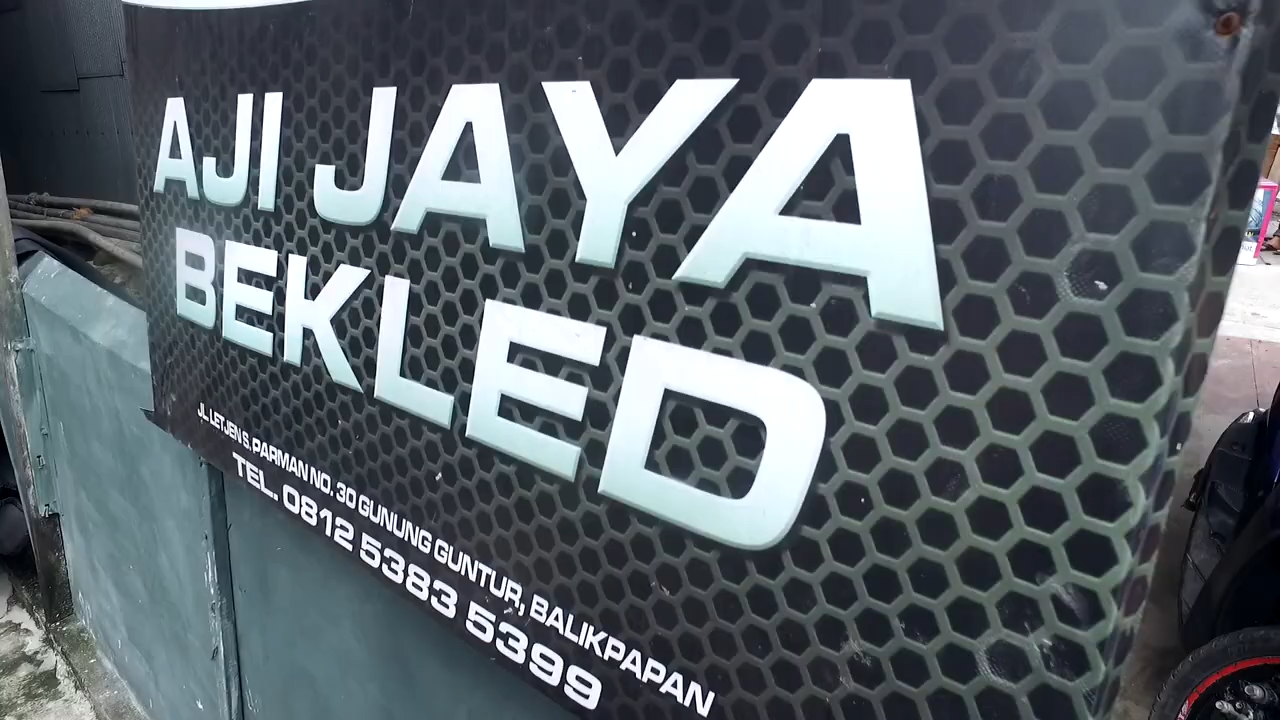 AJI JAYA
BEKLED
JL. LETJEN S. PARMAN NO. 30 GUNUNG GUNTUR, BALIKPAPAN
TEL. 0812 5383 5399